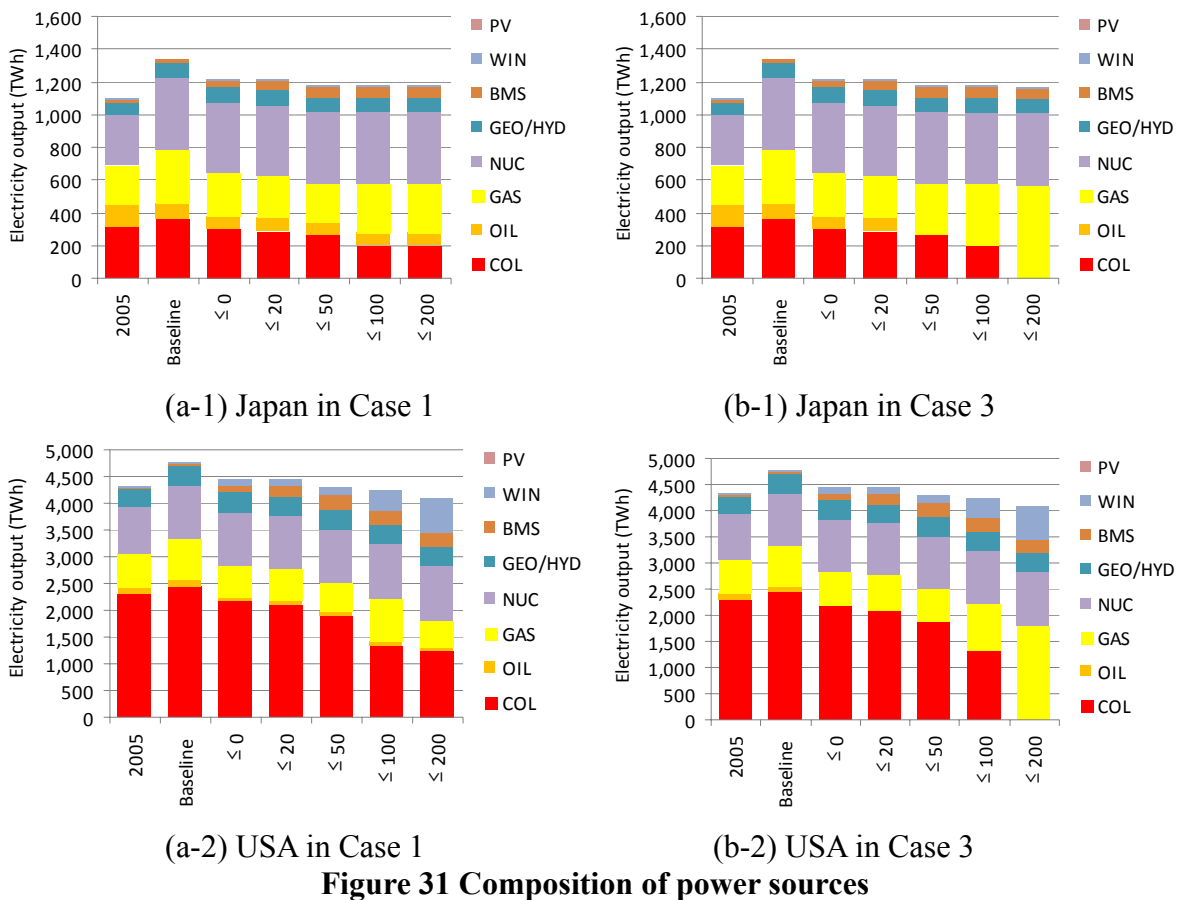 Electricity output (TWh)
1,600
1,400
1,200
1,000
800
600
400
200
0
2005
Baseline
≤ 0
≤ 20
≤ 50
≤ 100
≤ 200
PV
WIN
BMS
GEO/HYD
NUC
GAS
OIL
COL
(a-1) Japan in Case 1
Electricity output (TWh)
1,600
1,400
1,200
1,000
800
600
400
200
0
2005
Baseline
≤ 0
≤ 20
≤ 50
≤ 100
≤ 200
PV
WIN
BMS
GEO/HYD
NUC
GAS
OIL
COL
(b-1) Japan in Case 3
Electricity output (TWh)
5,000
4,500
4,000
3,500
3,000
2,500
2,000
1,500
1,000
500
0
2005
Baseline
≤ 0
≤ 20
≤ 50
≤ 100
≤ 200
PV
WIN
BMS
GEO/HYD
NUC
GAS
OIL
COL
(a-2) USA in Case 1
Electricity output (TWh)
5,000
4,500
4,000
3,500
3,000
2,500
2,000
1,500
1,000
500
0
2005
Baseline
≤ 0
≤ 20
≤ 50
≤ 100
≤ 200
PV
WIN
BMS
GEO/HYD
NUC
GAS
OIL
COL
(b-2) USA in Case 3
Figure 31 Composition of power sources